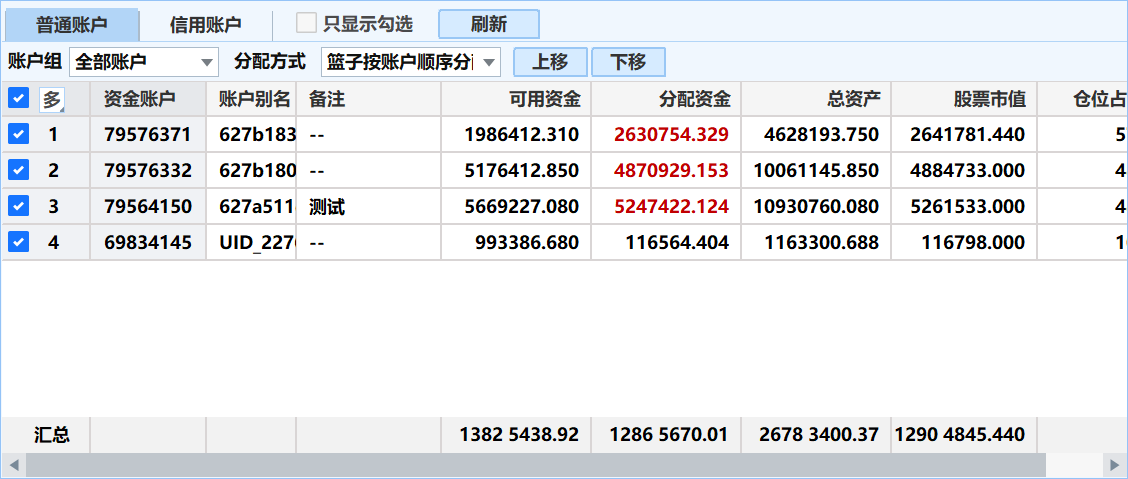 普通账户 信用账户 只显示勾选 刷新
账户组 全部账户 分配方式 篮子按账户顺序分配 上移 下移
多 资金账户 账户别名 备注 可用资金 分配资金 总资产 股票市值 仓位占
1 79576371 627b183 -- 1986412.310 2630754.329 4628193.750 2641781.440 5
2 79576332 627b180 -- 5176412.850 4870929.153 10061145.850 4884733.000 4
3 79564150 627a511 测试 5669227.080 5247422.124 10930760.080 5261533.000 4
4 69834145 UID_227 -- 993386.680 116564.404 1163300.688 116798.000 1
汇总 1382 5438.92 1286 5670.01 2678 3400.37 1290 4845.440